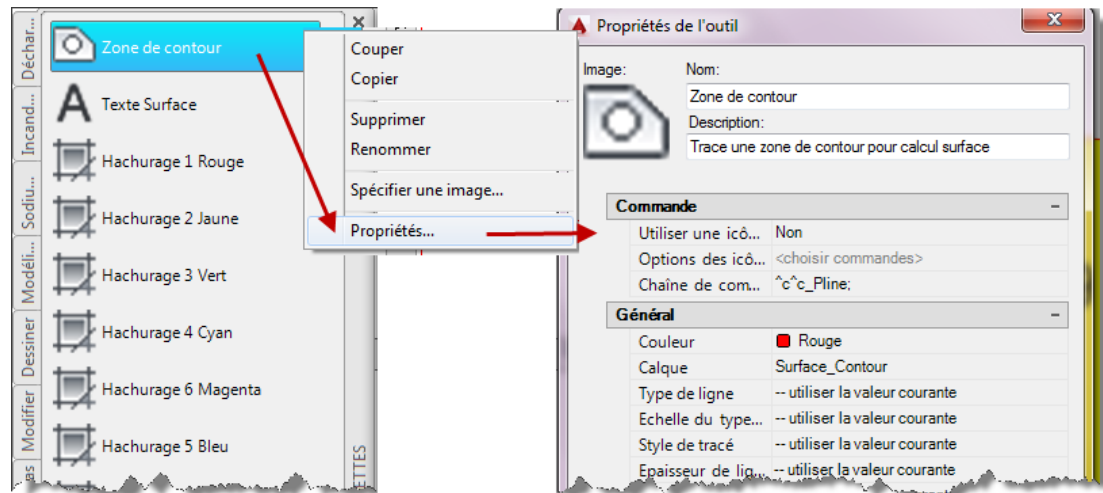 Déchar...
Incand...
Sodiu...
Modéli...
Dessiner
Modifier
as
ETTES
Zone de contour
Texte Surface
Hachurage 1 Rouge
Hachurage 2 Jaune
Hachurage 3 Vert
Hachurage 4 Cyan
Hachurage 6 Magenta
Hachurage 5 Bleu
Couper
Copier
Supprimer
Renommer
Spécifier une image...
Propriétés...
Propriétés de l'outil
Image:
Nom:
Zone de contour
Description:
Trace une zone de contour pour calcul surface
Commande
Utiliser une icô... Non
Options des icô... <choisir commandes>
Chaîne de com... ^c^c_Pline;
Général
Couleur Rouge
Calque Surface_Contour
Type de ligne -- utiliser la valeur courante
Echelle du type... -- utiliser la valeur courante
Style de tracé -- utiliser la valeur courante
Epaisseur de lig... -- utiliser la valeur courante